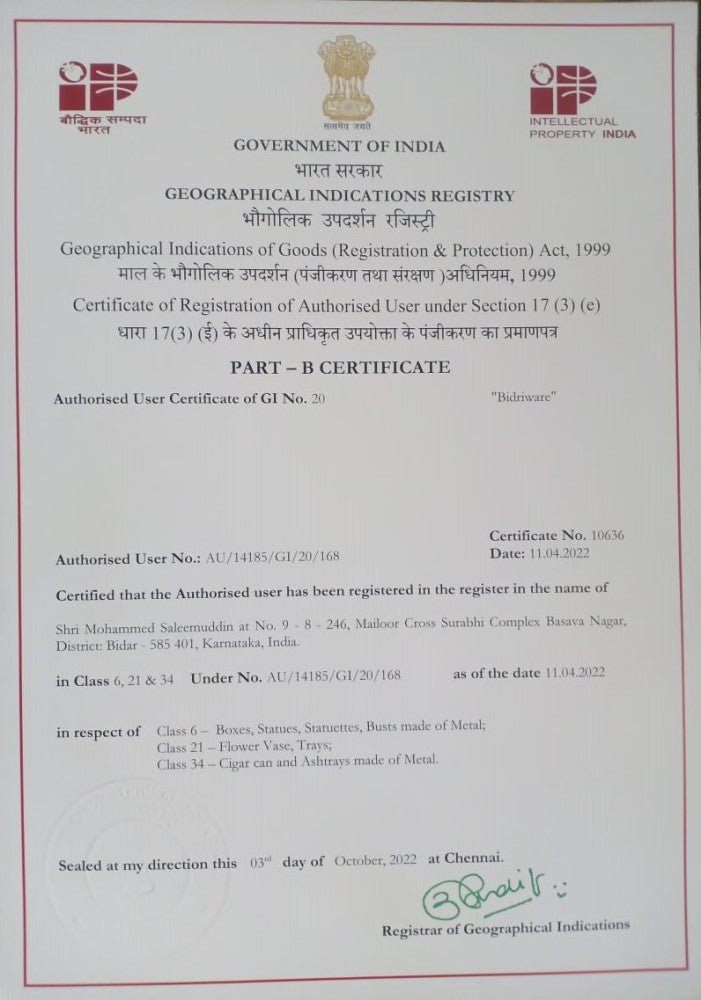 बौद्धिक सम्पदा
भारत
सत्यमेव जयते
INTELLECTUAL
PROPERTY INDIA
GOVERNMENT OF INDIA
भारत सरकार
GEOGRAPHICAL INDICATIONS REGISTRY
भौगोलिक उपदर्शन रजिस्ट्री
Geographical Indications of Goods (Registration & Protection) Act, 1999
माल के भौगोलिक उपदर्शन (पंजीकरण तथा संरक्षण )अधिनियम, 1999
Certificate of Registration of Authorised User under Section 17 (3) (e)
धारा 17(3) (ई) के अधीन प्राधिकृत उपयोक्ता के पंजीकरण का प्रमाणपत्र
PART – B CERTIFICATE
Authorised User Certificate of GI No. 20 "Bidriware"
Certificate No. 10636
Authorised User No.: AU/14185/GI/20/168 Date: 11.04.2022
Certified that the Authorised user has been registered in the register in the name of
Shri Mohammed Saleemuddin at No. 9 - 8 - 246, Mailoor Cross Surabhi Complex Basava Nagar,
District: Bidar - 585 401, Karnataka, India.
in Class 6, 21 & 34 Under No. AU/14185/GI/20/168 as of the date 11.04.2022
in respect of Class 6 – Boxes, Statues, Statuettes, Busts made of Metal;
Class 21 – Flower Vase, Trays;
Class 34 – Cigar can and Ashtrays made of Metal.
Sealed at my direction this 03rd day of October, 2022 at Chennai.
Registrar of Geographical Indications